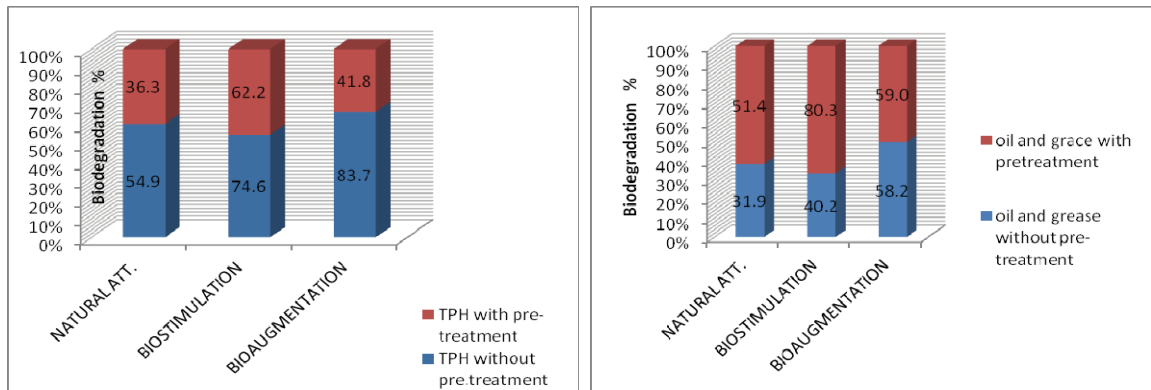 Biodegradation %
100%
90%
80%
70%
60%
50%
40%
30%
20%
10%
0%
36.3
62.2
41.8
54.9
74.6
83.7
NATURAL ATT.
BIOSTIMULATION
BIOAUGMENTATION
TPH with pre-
treatment
TPH without
pre.treatment
Biodegradation %
100%
90%
80%
70%
60%
50%
40%
30%
20%
10%
0%
51.4
80.3
59.0
31.9
40.2
58.2
NATURAL ATT.
BIOSTIMULATION
BIOAUGMENTATION
oil and grace with
pretreatment
oil and grease
without pre-
treatment